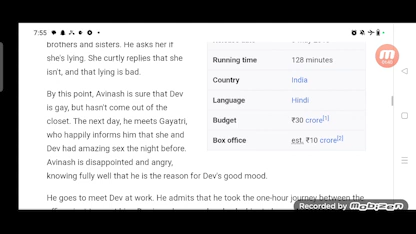 7:55
brothers and sisters. He asks her if
she's lying. She curtly replies that she
isn't, and that lying is bad.
By this point, Avinash is sure that Dev
is gay, but hasn't come out of the
closet. The next day, he meets Gayatri,
who happily informs him that she and
Dev had amazing sex the night before.
Avinash is disappointed and angry,
knowing fully well that he is the reason for Dev's good mood.
He goes to meet Dev at work. He admits that he took the one-hour journey between the
Running time 128 minutes
Country India
Language Hindi
Budget ₹30 crore[1]
Box office est. ₹10 crore[2]
Recorded by mobizen